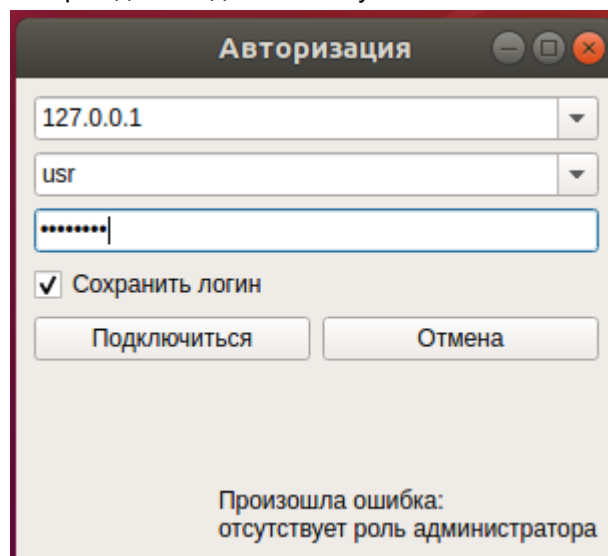 Авторизация
127.0.0.1
usr
••••••••
Сохранить логин
Подключиться
Отмена
Произошла ошибка:
отсутствует роль администратора